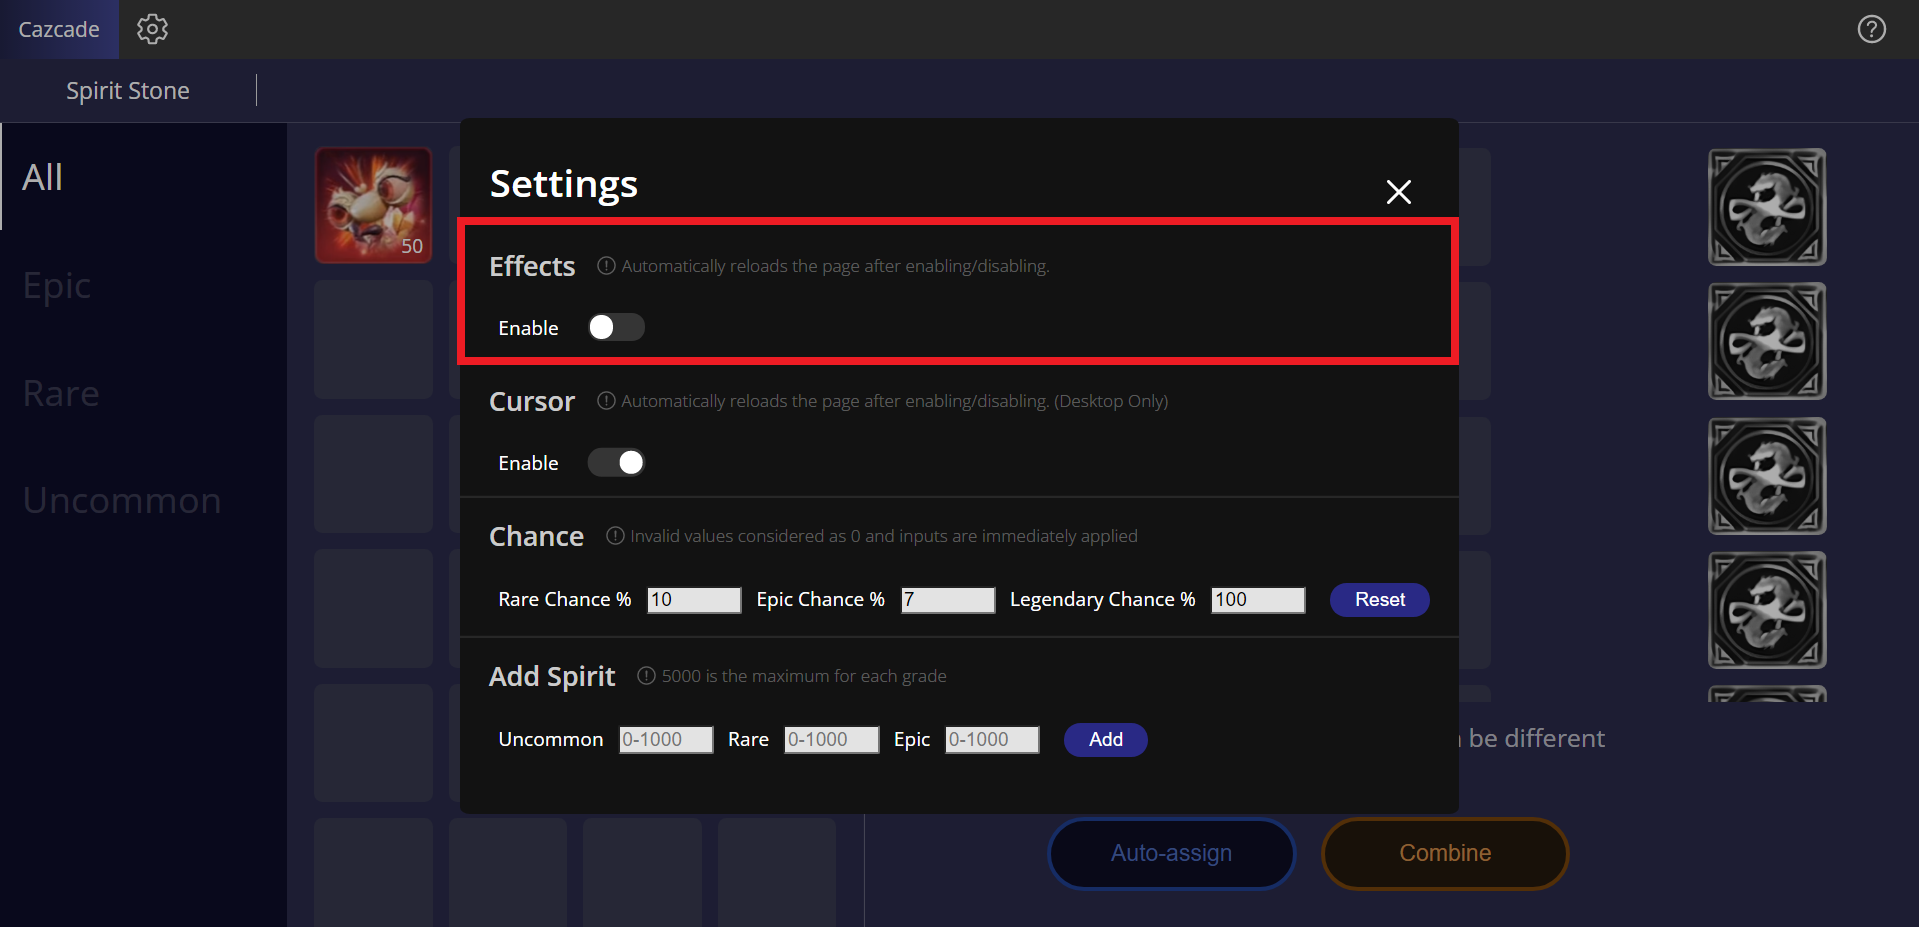 Cazcade
Spirit Stone
All
Epic
Rare
Uncommon
50
Settings
Effects Automatically reloads the page after enabling/disabling.
Enable
Cursor Automatically reloads the page after enabling/disabling. (Desktop Only)
Enable
Chance Invalid values considered as 0 and inputs are immediately applied
Rare Chance % 10 Epic Chance % 7 Legendary Chance % 100 Reset
Add Spirit 5000 is the maximum for each grade
Uncommon 0-1000 Rare 0-1000 Epic 0-1000 Add
be different
Auto-assign Combine